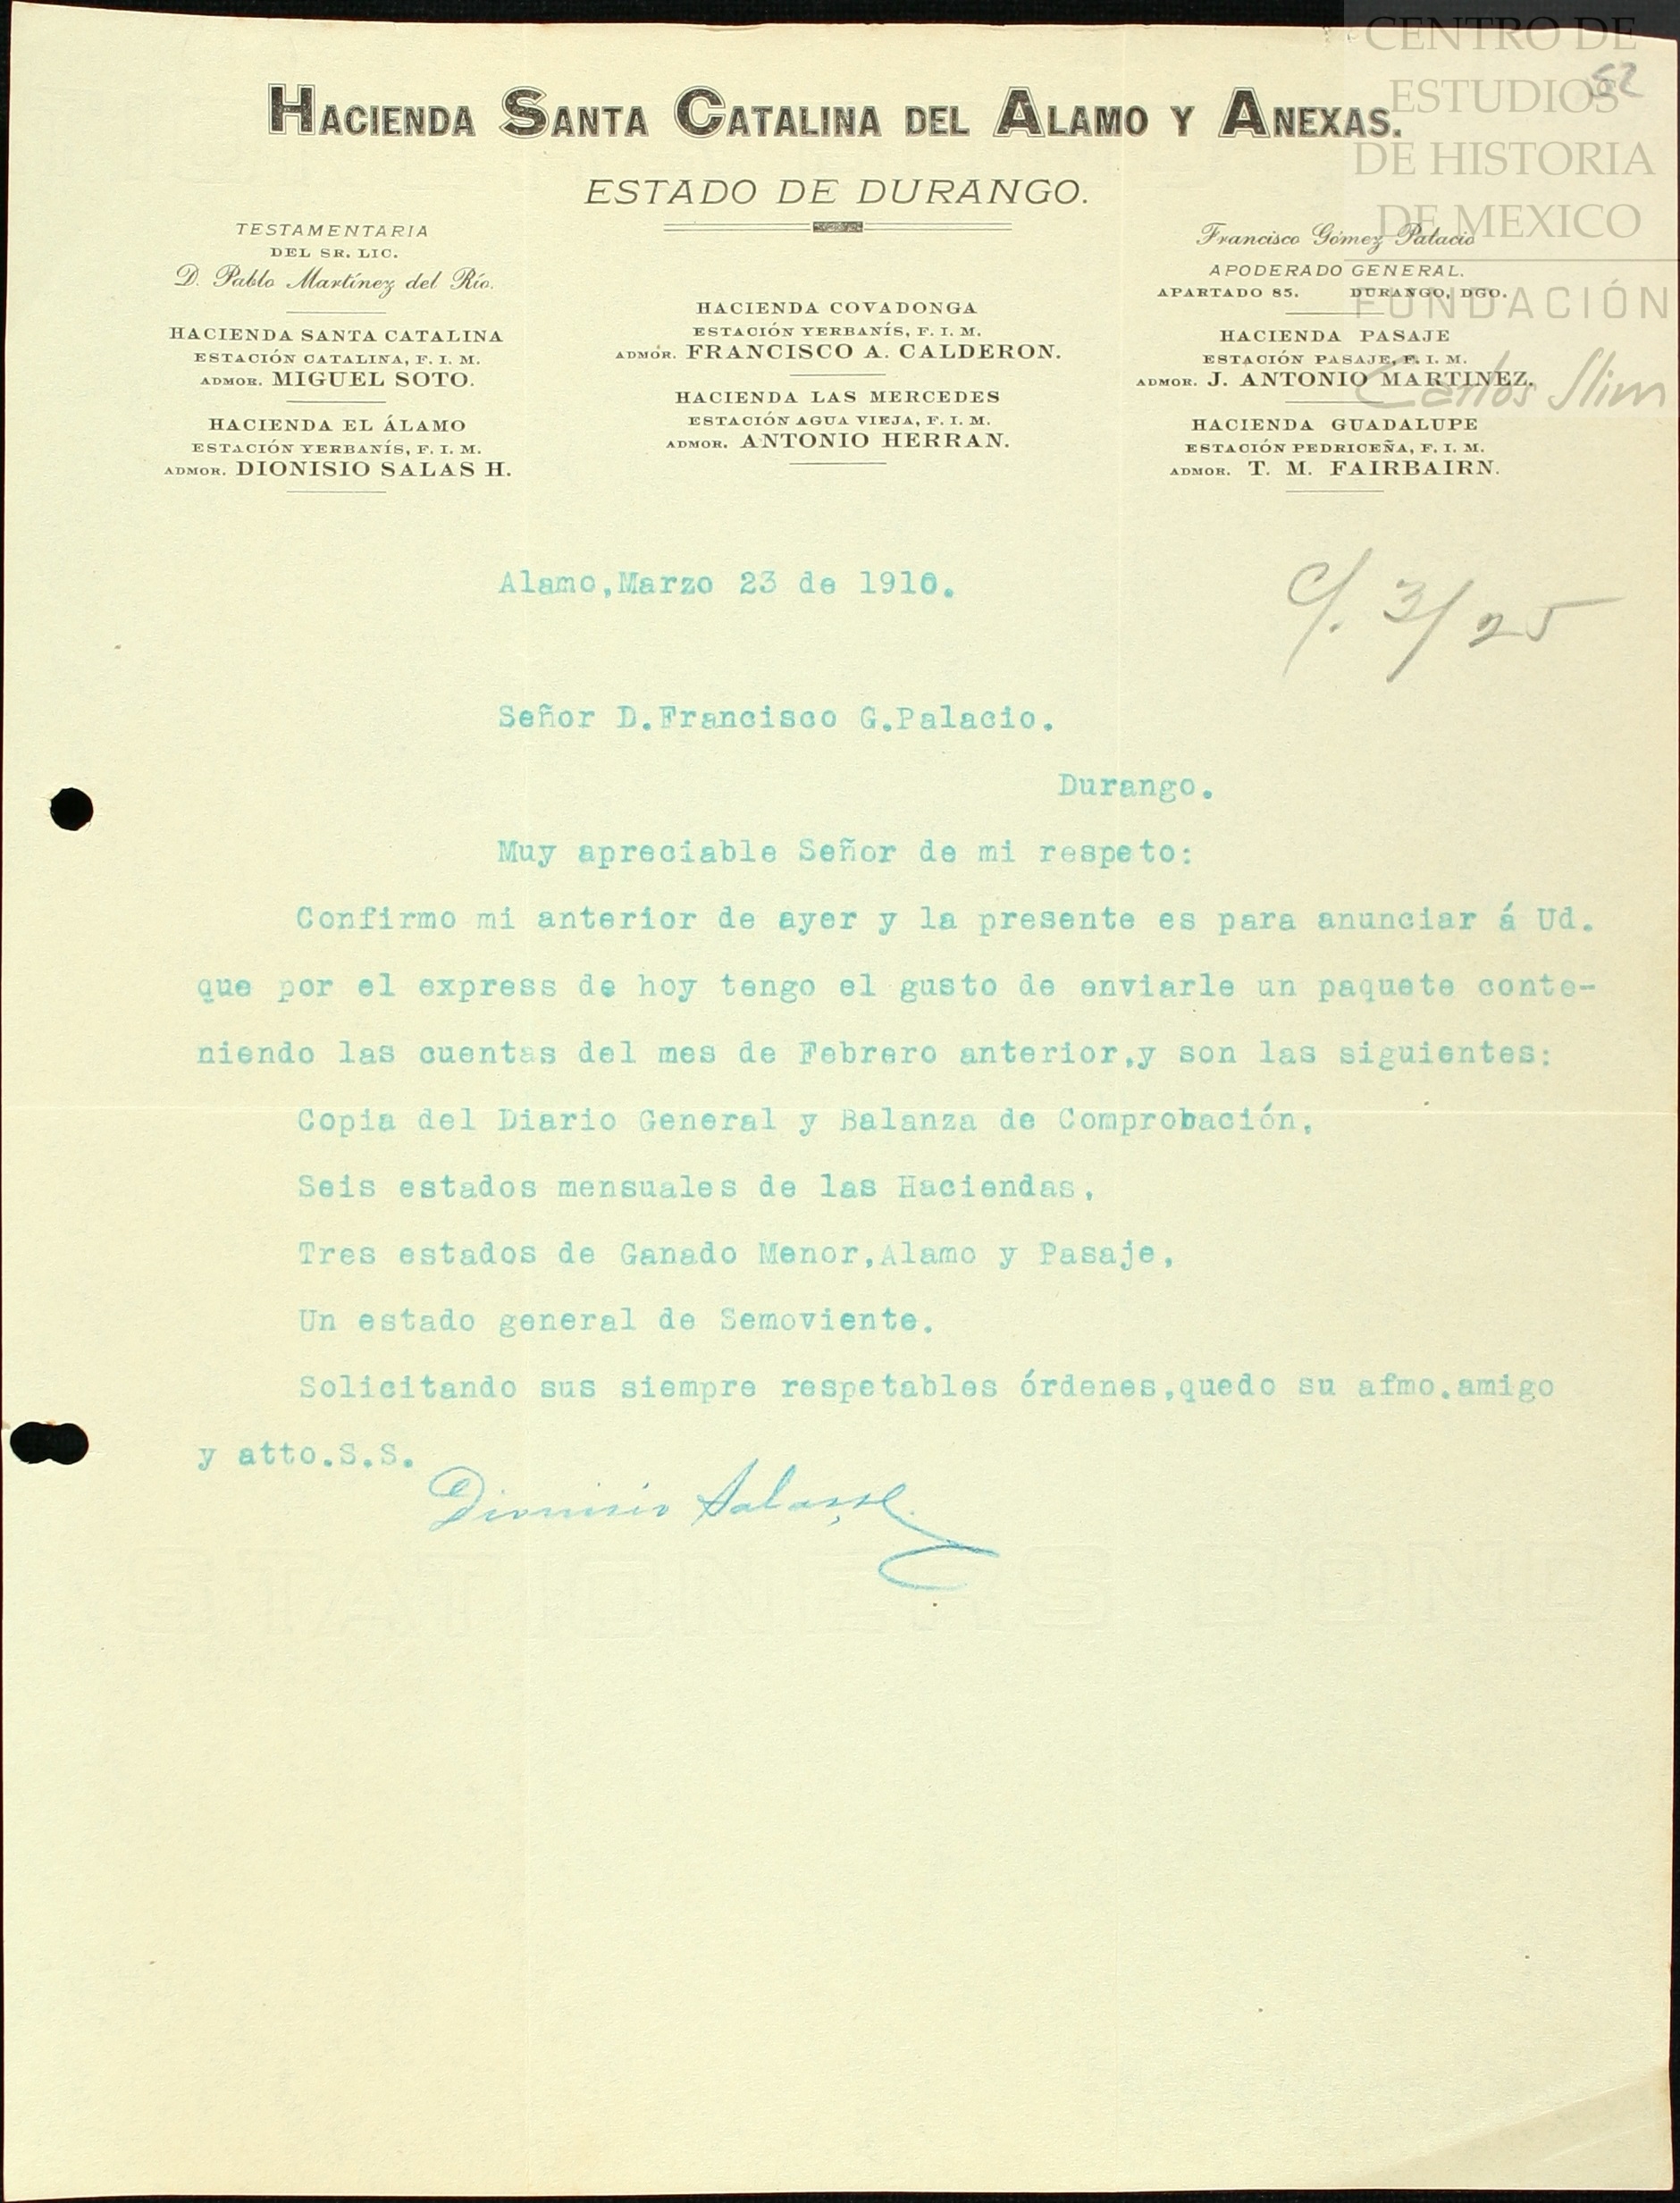 CENTRO DE
ESTUDIOS
DE HISTORIA
DE MEXICO
FUNDACIÓN
Carlos Slim
62
HACIENDA SANTA CATALINA DEL ALAMO Y ANEXAS.
ESTADO DE DURANGO.
TESTAMENTARIA
DEL SR. LIC.
D. Pablo Martínez del Río.
HACIENDA SANTA CATALINA
ESTACIÓN CATALINA, F. I. M.
ADMOR. MIGUEL SOTO.
HACIENDA EL ÁLAMO
ESTACIÓN YERBANÍS, F. I. M.
ADMOR. DIONISIO SALAS H.
HACIENDA COVADONGA
ESTACIÓN YERBANÍS, F. I. M.
ADMOR. FRANCISCO A. CALDERON.
HACIENDA LAS MERCEDES
ESTACIÓN AGUA VIEJA, F. I. M.
ADMOR. ANTONIO HERRAN.
Francisco Gómez Palacio
APODERADO GENERAL.
APARTADO 85. DURANGO, DGO.
HACIENDA PASAJE
ESTACIÓN PASAJE, F. I. M.
ADMOR. J. ANTONIO MARTINEZ.
HACIENDA GUADALUPE
ESTACIÓN PEDRICEÑA, F. I. M.
ADMOR. T. M. FAIRBAIRN.
Alamo,Marzo 23 de 1910.
c/. 3/25
Señor D.Francisco G.Palacio.
Durango.
Muy apreciable Señor de mi respeto:
Confirmo mi anterior de ayer y la presente es para anunciar á Ud.
que por el express de hoy tengo el gusto de enviarle un paquete conte-
niendo las cuentas del mes de Febrero anterior,y son las siguientes:
Copia del Diario General y Balanza de Comprobación,
Seis estados mensuales de las Haciendas,
Tres estados de Ganado Menor,Alamo y Pasaje,
Un estado general de Semoviente.
Solicitando sus siempre respetables órdenes,quedo su afmo.amigo
y atto.S.S.
Dionisio Salas H.
STATIONERS BOND